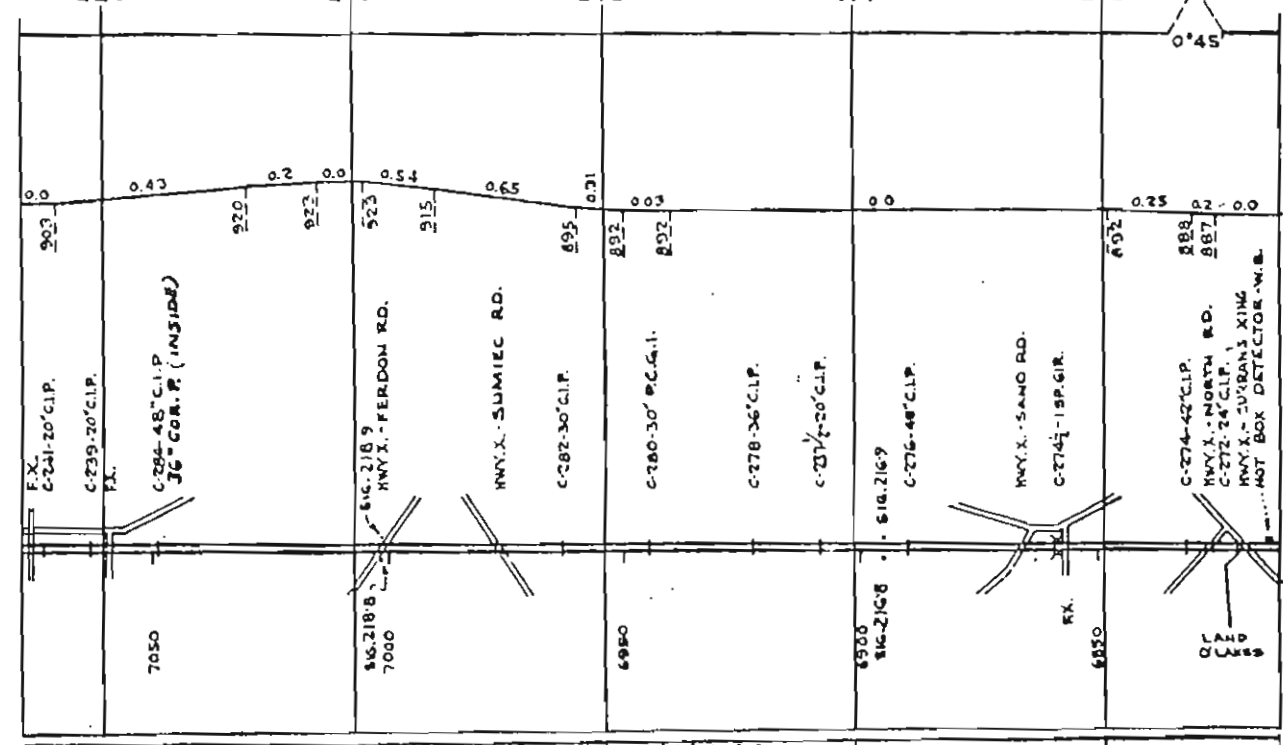 0°45'
0.0
0.43
0.2
0.0
0.54
0.65
0.31
0.03
0.0
0.25
0.2
0.0
903
920
922
923
915
895
892
892
892
888
887
F.X.
C-241-20"C.I.P.
C-239-20"C.I.P.
F.X.
C-284-48"C.I.P
36" COR. P. (INSIDE)
SIG. 218 9
HWY. X. - FERDON RD.
HWY. X. - SUMIEC RD.
C-282-30"C.I.P.
C-280-30" P.C.G.I.
C-278-36"C.I.P.
C-237½-20"C.I.P.
SIG. 216.9
C-276-48"C.I.P.
HWY. X. - SAND RD.
C-274½-1 SP. GIR.
C-274-42"C.I.P.
HWY. X. - NORTH RD.
C-272-24"C.I.P.
HWY. X. - CURRANS XING
HOT BOX DETECTOR - W.B.
7050
SIG. 218.8
7000
6950
6900
SIG. 216.8
F.X.
6850
LAND
O'LAKES